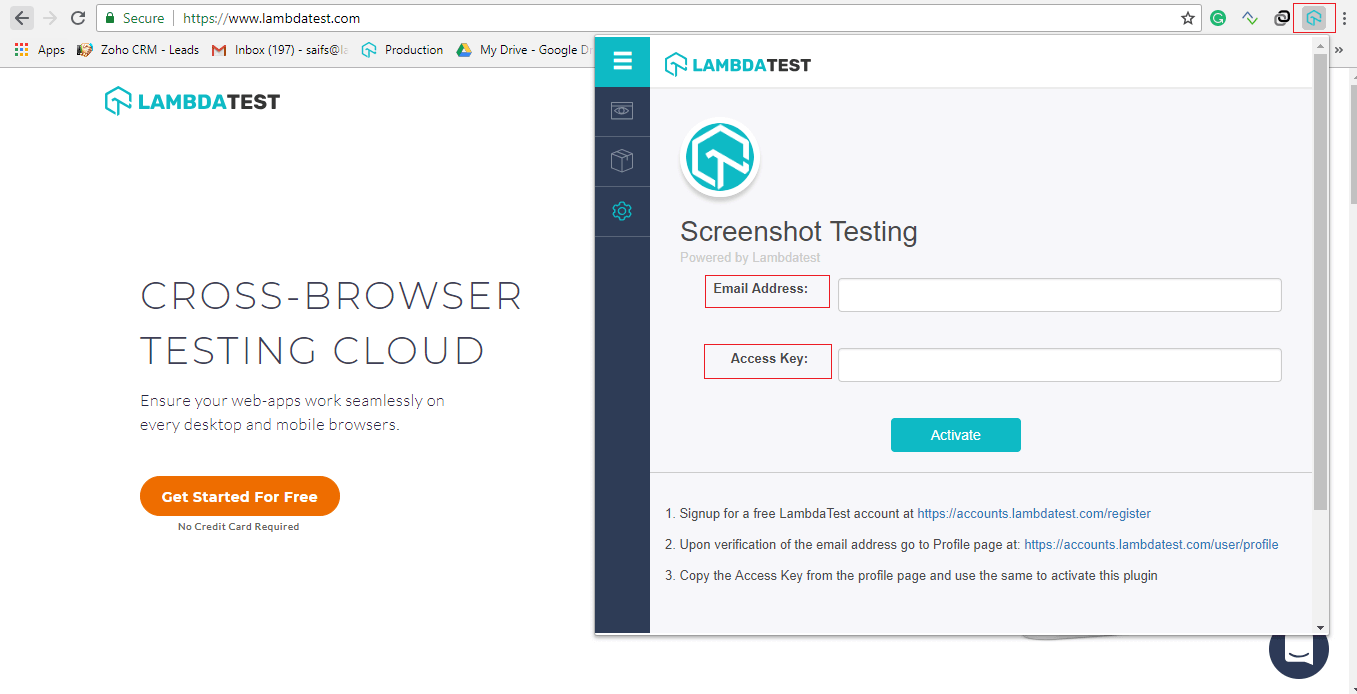 Secure
https://www.lambdatest.com
Apps
Zoho CRM - Leads
Inbox (197) - saifs@la
Production
My Drive - Google D
»
LAMBDATEST
LAMBDATEST
CROSS-BROWSER
TESTING CLOUD
Ensure your web-apps work seamlessly on
every desktop and mobile browsers.
Get Started For Free
No Credit Card Required
Screenshot Testing
Powered by Lambdatest
Email Address:
Access Key:
Activate
1. Signup for a free LambdaTest account at https://accounts.lambdatest.com/register
2. Upon verification of the email address go to Profile page at: https://accounts.lambdatest.com/user/profile
3. Copy the Access Key from the profile page and use the same to activate this plugin